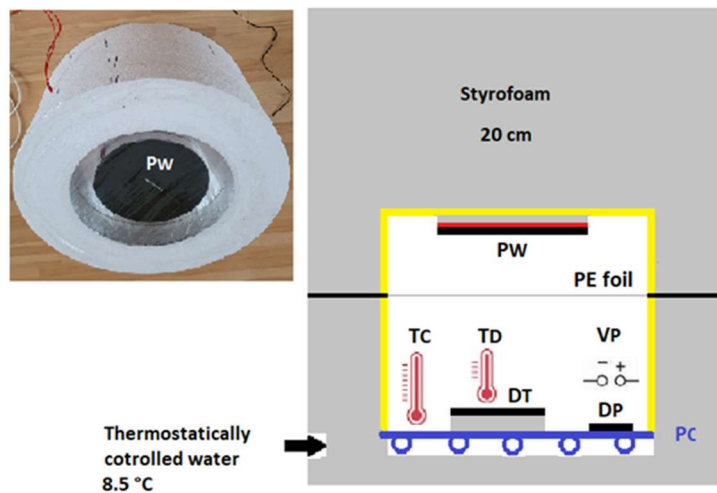 Pw
Styrofoam
20 cm
PW
PE foil
TC TD VP
− +
DT
DP
PC
Thermostatically
cotrolled water
8.5 °C